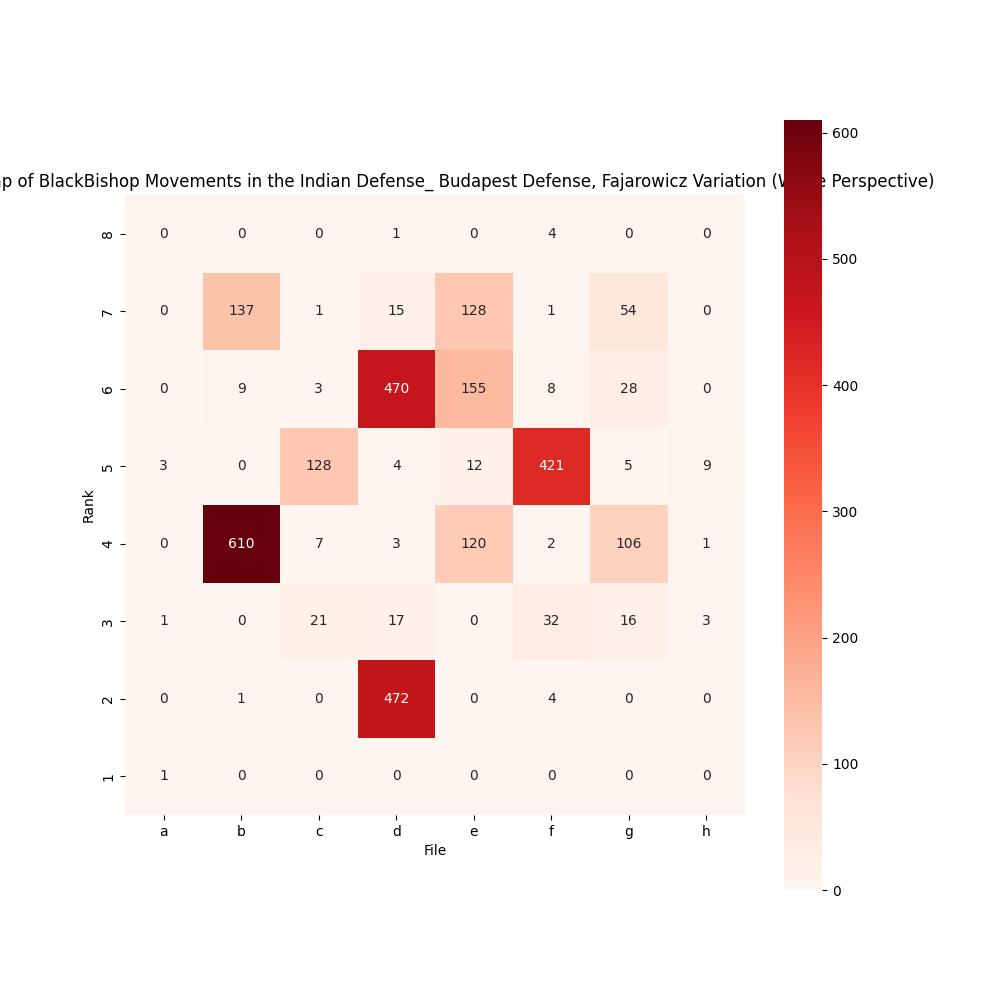 of BlackBishop Movements in the Indian Defense_ Budapest Defense, Fajarowicz Variation ( Perspective)
8 0 0 0 1 0 4 0 0
7 0 137 1 15 128 1 54 0
6 0 9 3 470 155 8 28 0
5 3 0 128 4 12 421 5 9
4 0 610 7 3 120 2 106 1
3 1 0 21 17 0 32 16 3
2 0 1 0 472 0 4 0 0
1 1 0 0 0 0 0 0 0
a b c d e f g h
File
Rank
600
500
400
300
200
100
0